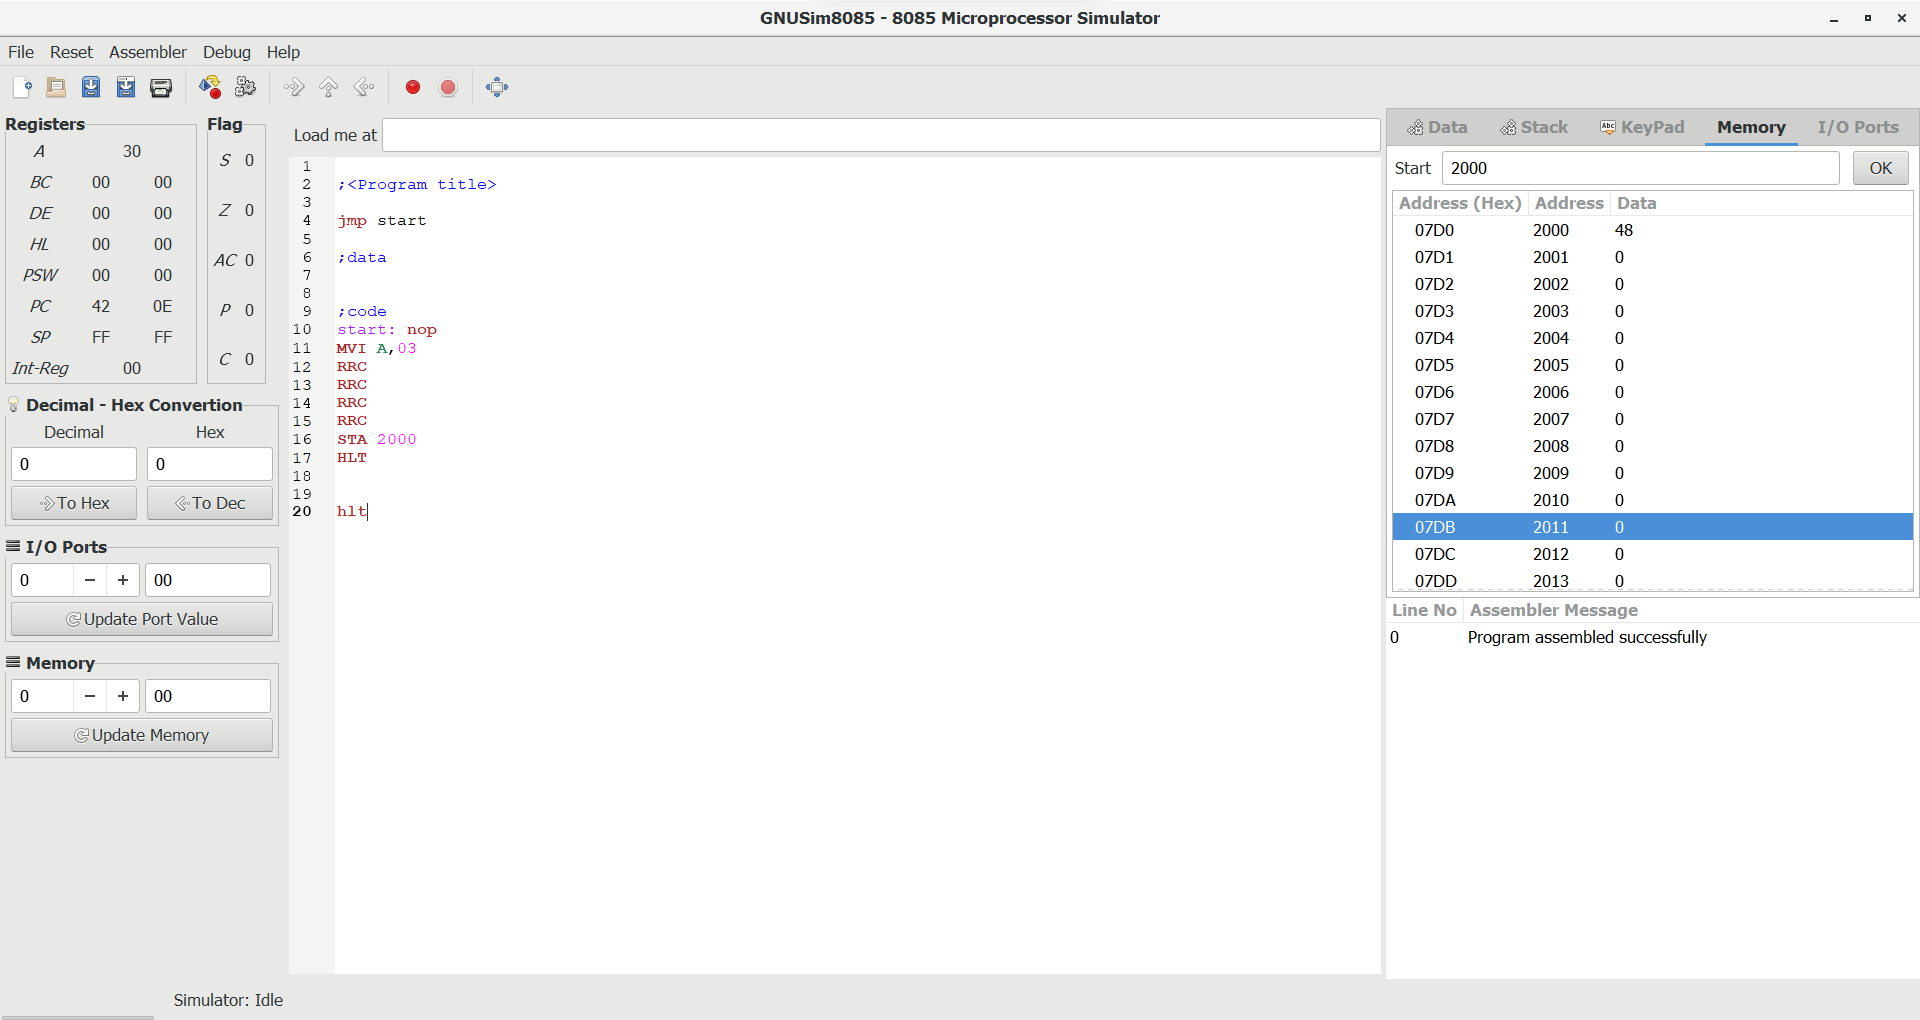 GNUSim8085 - 8085 Microprocessor Simulator
File Reset Assembler Debug Help
Registers
A 30
BC 00 00
DE 00 00
HL 00 00
PSW 00 00
PC 42 0E
SP FF FF
Int-Reg 00
Flag
S 0
Z 0
AC 0
P 0
C 0
Decimal - Hex Convertion
Decimal Hex
0 0
To Hex To Dec
I/O Ports
0 − + 00
Update Port Value
Memory
0 − + 00
Update Memory
Load me at
1
2 ;<Program title>
3
4 jmp start
5
6 ;data
7
8
9 ;code
10 start: nop
11 MVI A,03
12 RRC
13 RRC
14 RRC
15 RRC
16 STA 2000
17 HLT
18
19
20 hlt
Data Stack Abc KeyPad Memory I/O Ports
Start 2000 OK
Address (Hex) Address Data
07D0 2000 48
07D1 2001 0
07D2 2002 0
07D3 2003 0
07D4 2004 0
07D5 2005 0
07D6 2006 0
07D7 2007 0
07D8 2008 0
07D9 2009 0
07DA 2010 0
07DB 2011 0
07DC 2012 0
07DD 2013 0
Line No Assembler Message
0 Program assembled successfully
Simulator: Idle